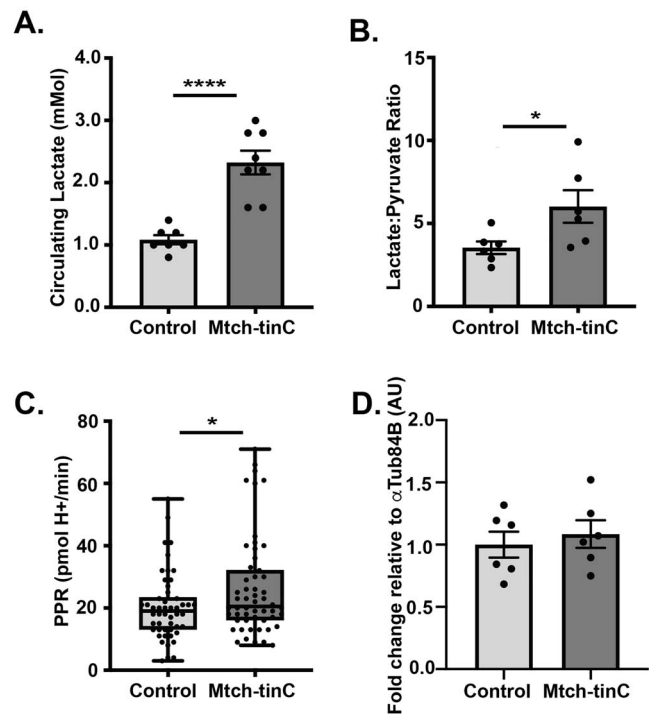 A.
Circulating Lactate (mMol)
4.0
3.0
2.0
1.0
0.0
****
Control
Mtch-tinC
B.
Lactate:Pyruvate Ratio
15
10
5
0
*
Control
Mtch-tinC
C.
PPR (pmol H+/min)
80
60
40
20
0
*
Control
Mtch-tinC
D.
Fold change relative to αTub84B (AU)
2.0
1.5
1.0
0.5
0.0
Control
Mtch-tinC